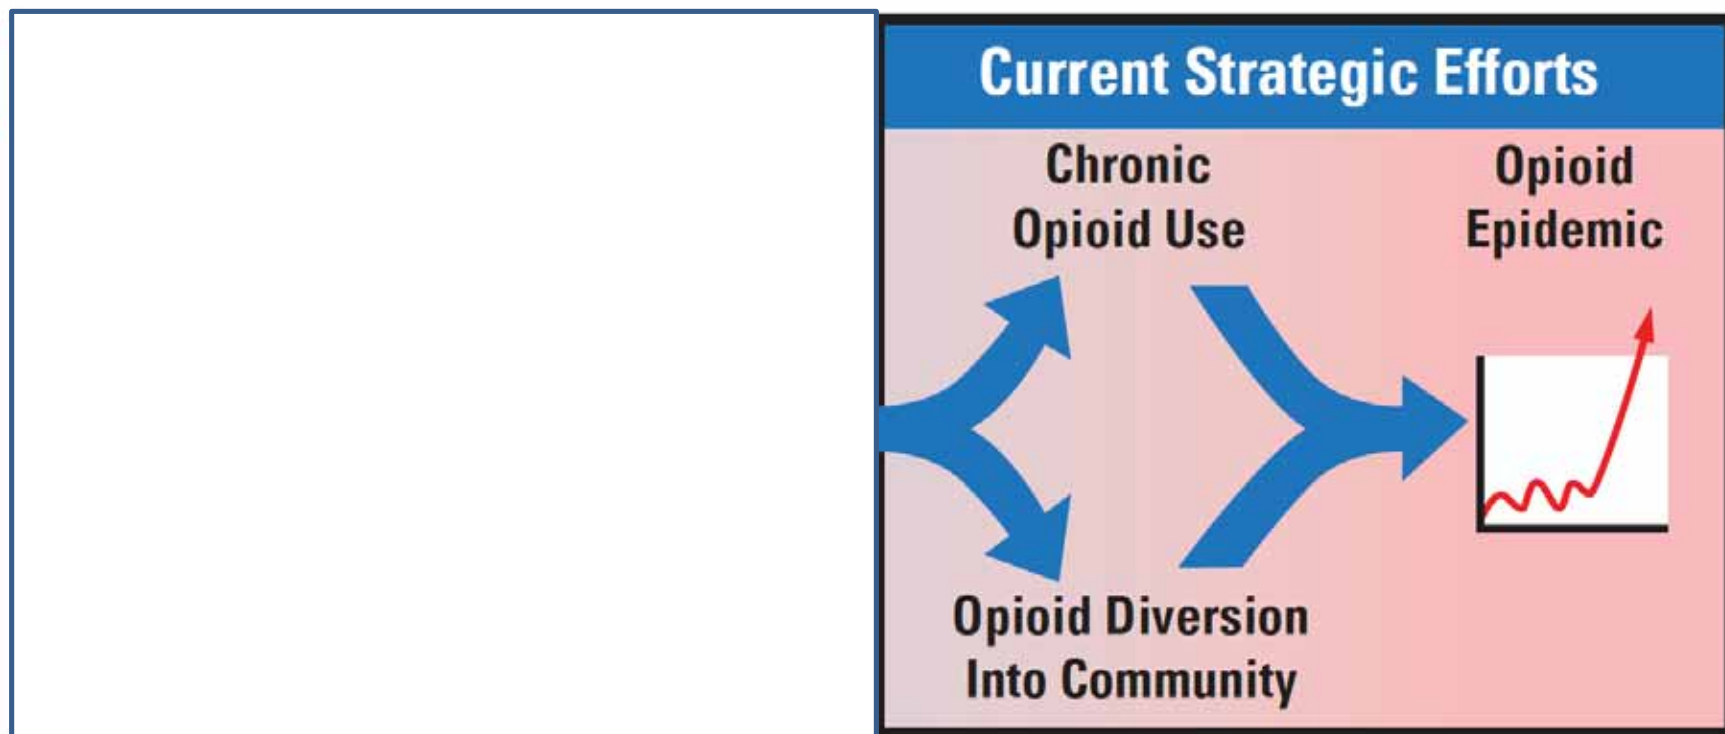 Current Strategic Efforts
Chronic
Opioid Use
Opioid
Epidemic
Opioid Diversion
Into Community